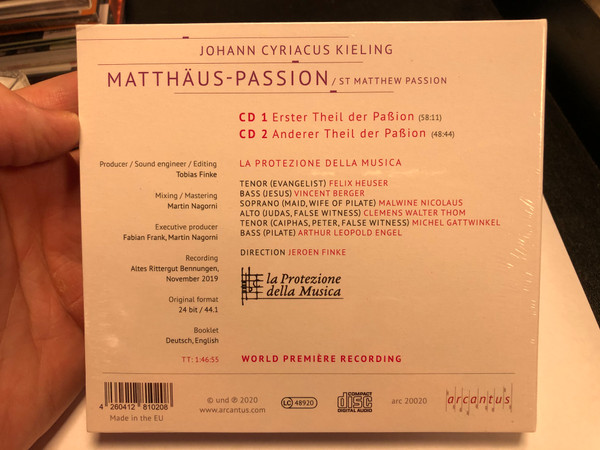 JOHANN CYRIACUS KIELING
MATTHÄUS-PASSION / ST MATTHEW PASSION
CD 1 Erster Theil der Paßion (58:11)
CD 2 Anderer Theil der Paßion (48:44)
Producer / Sound engineer / Editing
Tobias Finke
Mixing / Mastering
Martin Nagorni
Executive producer
Fabian Frank, Martin Nagorni
Recording
Altes Rittergut Bennungen,
November 2019
Original format
24 bit / 44.1
Booklet
Deutsch, English
TT: 1:46:55
LA PROTEZIONE DELLA MUSICA
TENOR (EVANGELIST) FELIX HEUSER
BASS (JESUS) VINCENT BERGER
SOPRANO (MAID, WIFE OF PILATE) MALWINE NICOLAUS
ALTO (JUDAS, FALSE WITNESS) CLEMENS WALTER THOM
TENOR (CAIPHAS, PETER, FALSE WITNESS) MICHEL GATTWINKEL
BASS (PILATE) ARTHUR LEOPOLD ENGEL
DIRECTION JEROEN FINKE
la Protezione
della Musica
WORLD PREMIÈRE RECORDING
4 260412 810208
Made in the EU
© und ℗ 2020
www.arcantus.com
LC 48920
COMPACT
disc
DIGITAL AUDIO
arc 20020
arcantus